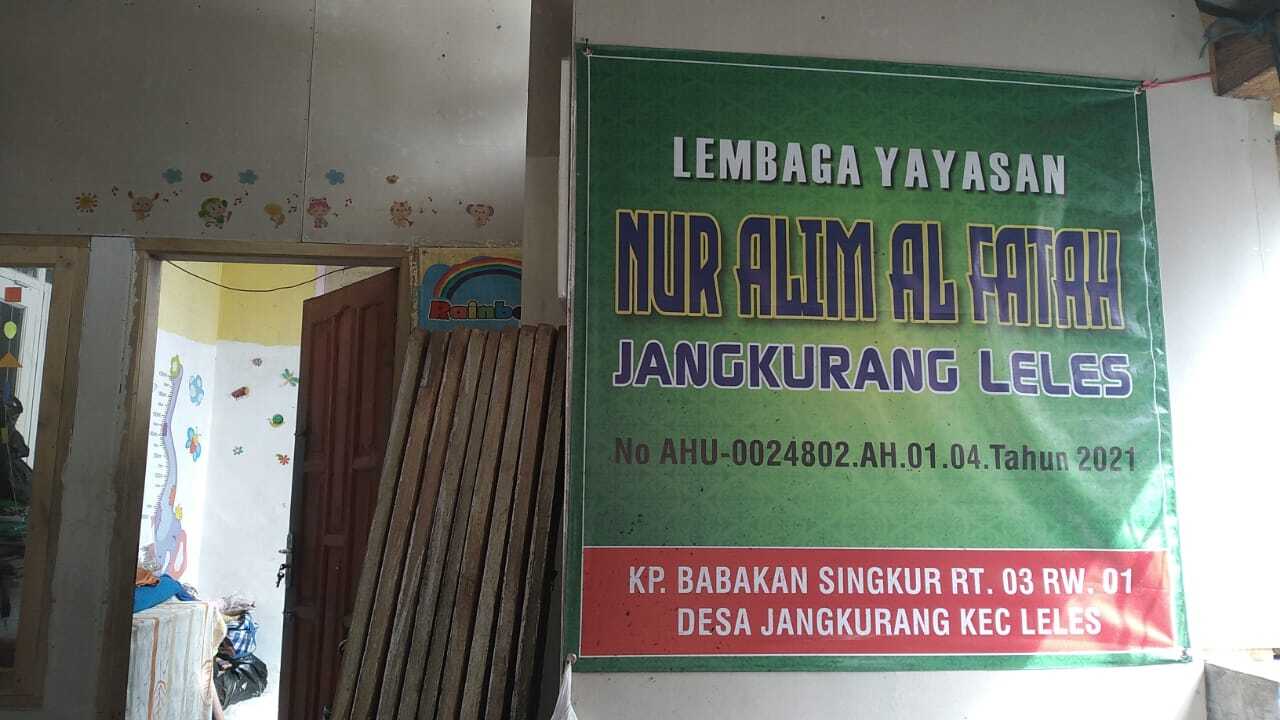 LEMBAGA YAYASAN
NUR ALIM AL FATAH
JANGKURANG LELES
No AHU-0024802.AH.01.04.Tahun 2021
KP. BABAKAN SINGKUR RT. 03 RW. 01
DESA JANGKURANG KEC LELES